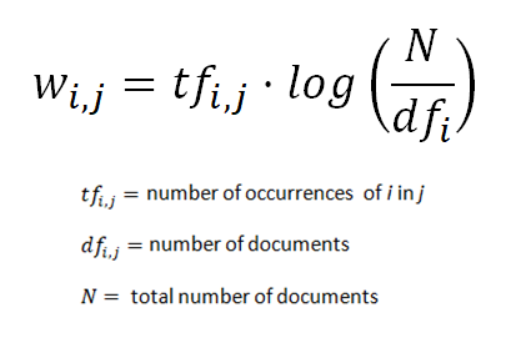 w_{i,j} = tf_{i,j} · log (N / df_i)
tf_{i,j} = number of occurrences of i in j
df_{i,j} = number of documents
N = total number of documents